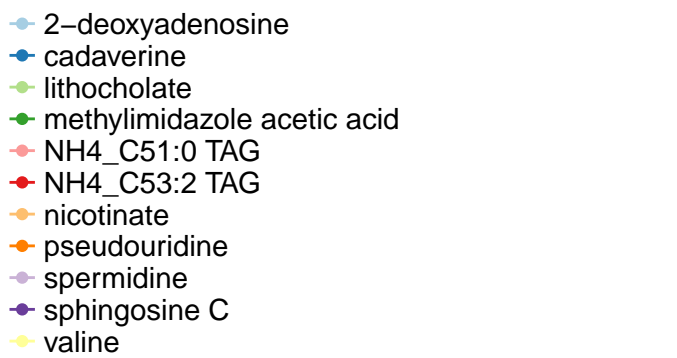 2−deoxyadenosine
cadaverine
lithocholate
methylimidazole acetic acid
NH4_C51:0 TAG
NH4_C53:2 TAG
nicotinate
pseudouridine
spermidine
sphingosine C
valine